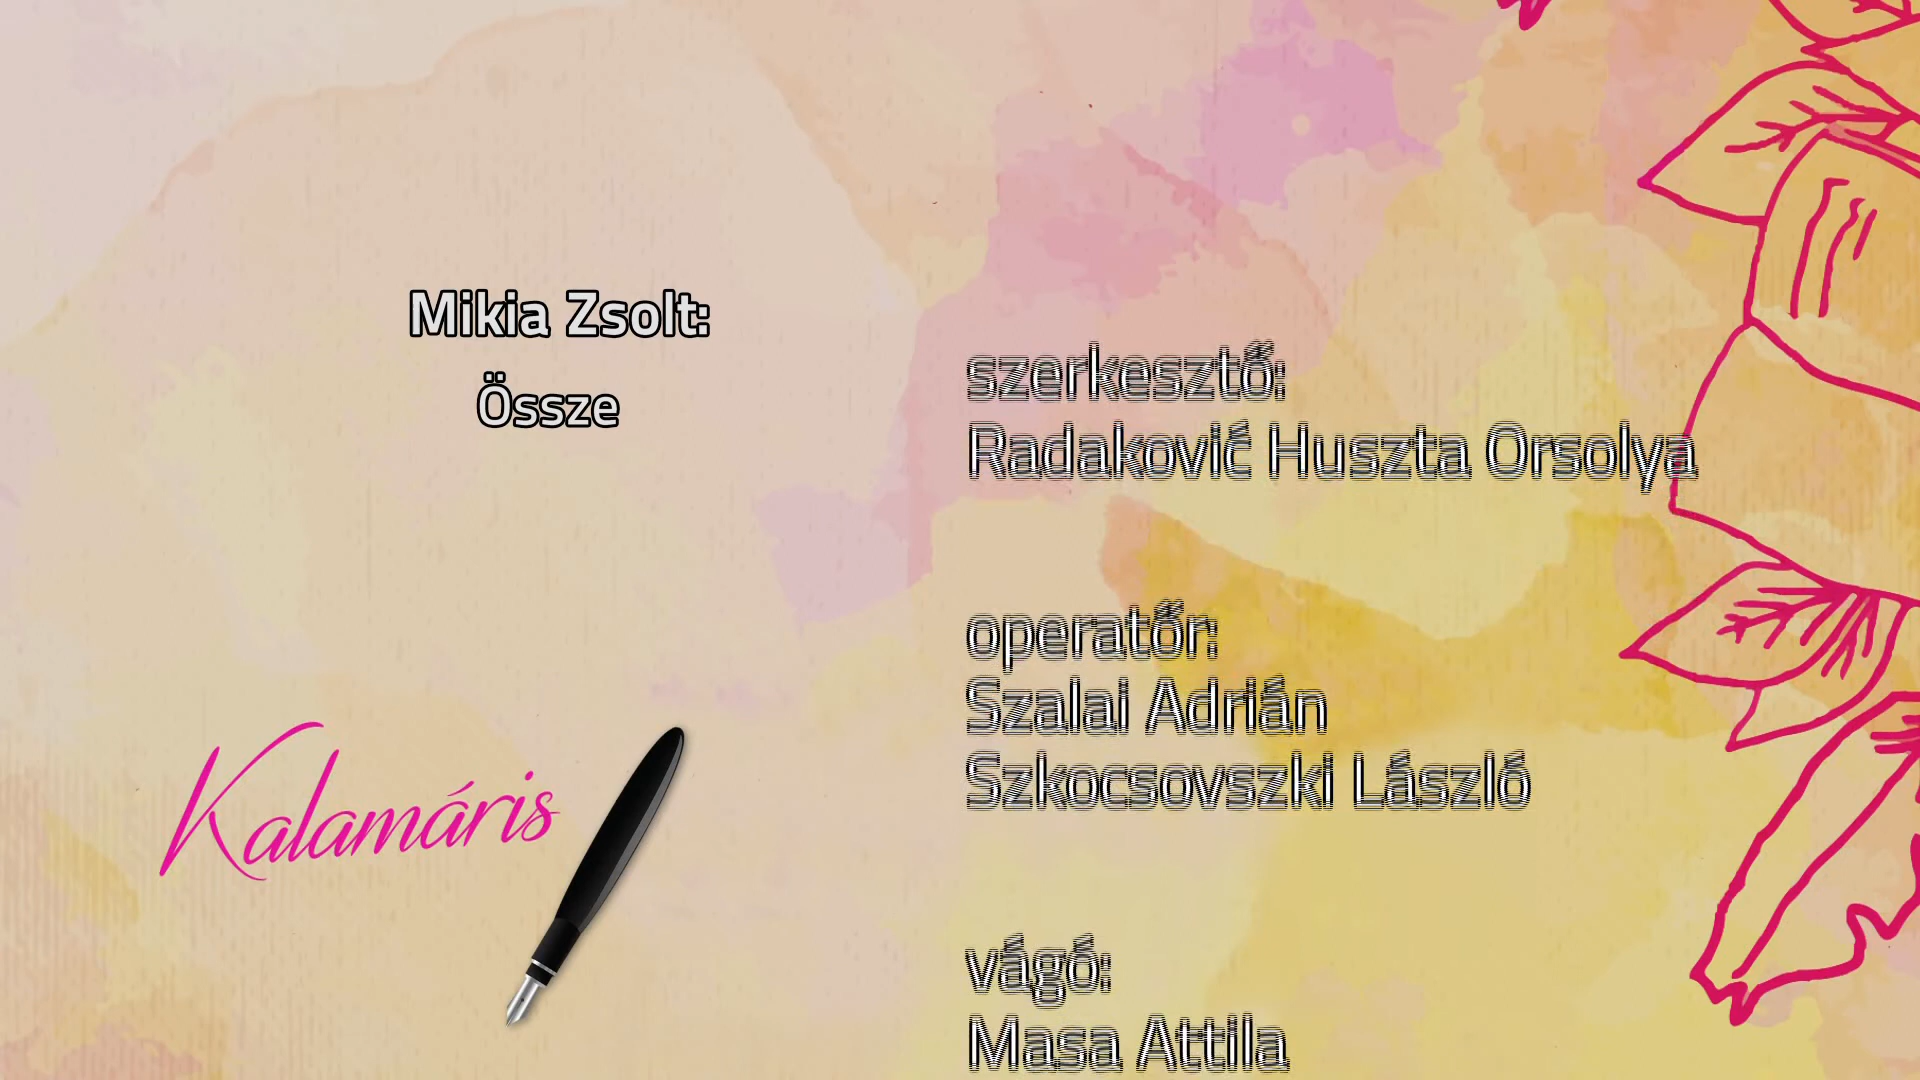 Mikia Zsolt:
Össze
Kalamáris
szerkesztő:
Radaković Huszta Orsolya
operatőr:
Szalai Adrián
Szkocsovszki László
vágó:
Masa Attila